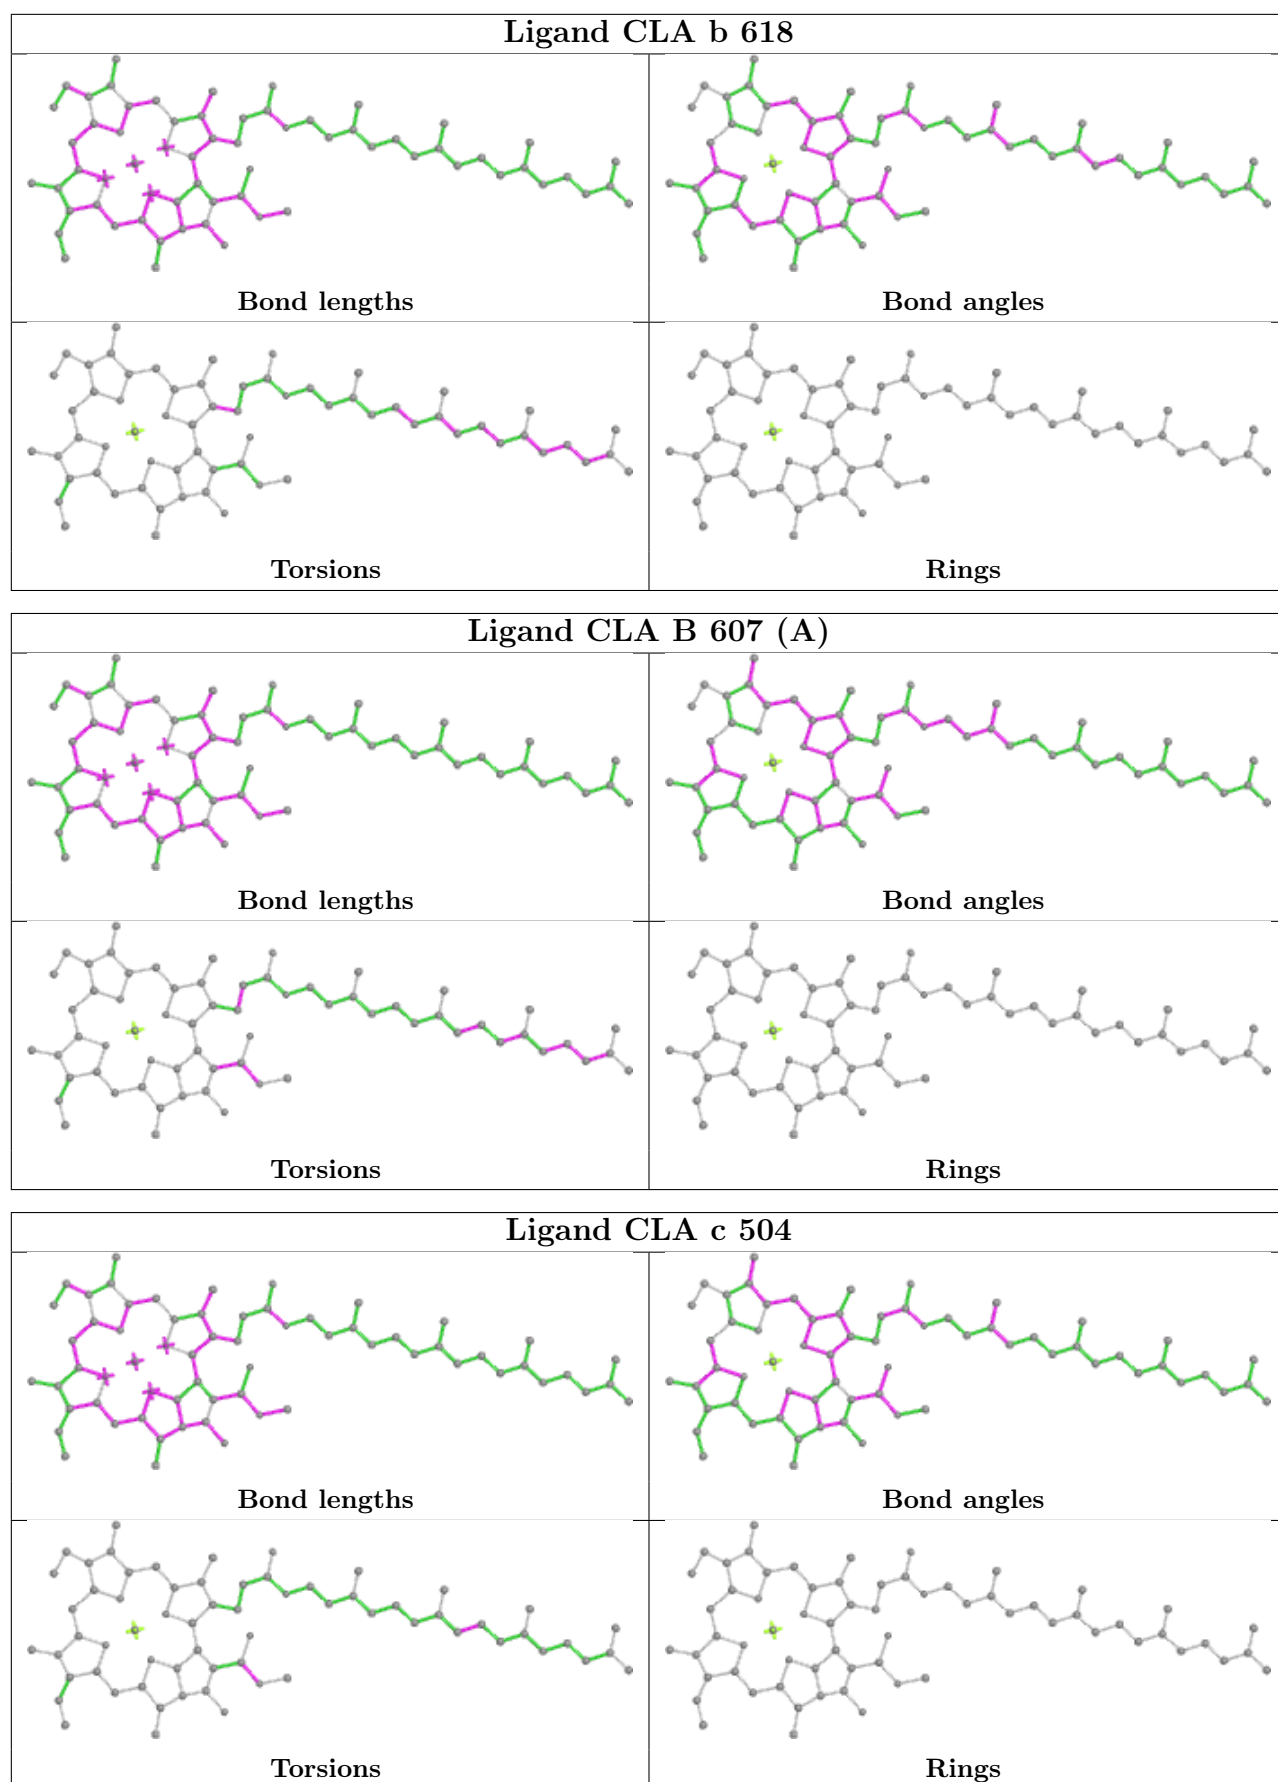 Ligand CLA b 618
Bond lengths
Bond angles
Torsions
Rings
Ligand CLA B 607 (A)
Bond lengths
Bond angles
Torsions
Rings
Ligand CLA c 504
Bond lengths
Bond angles
Torsions
Rings